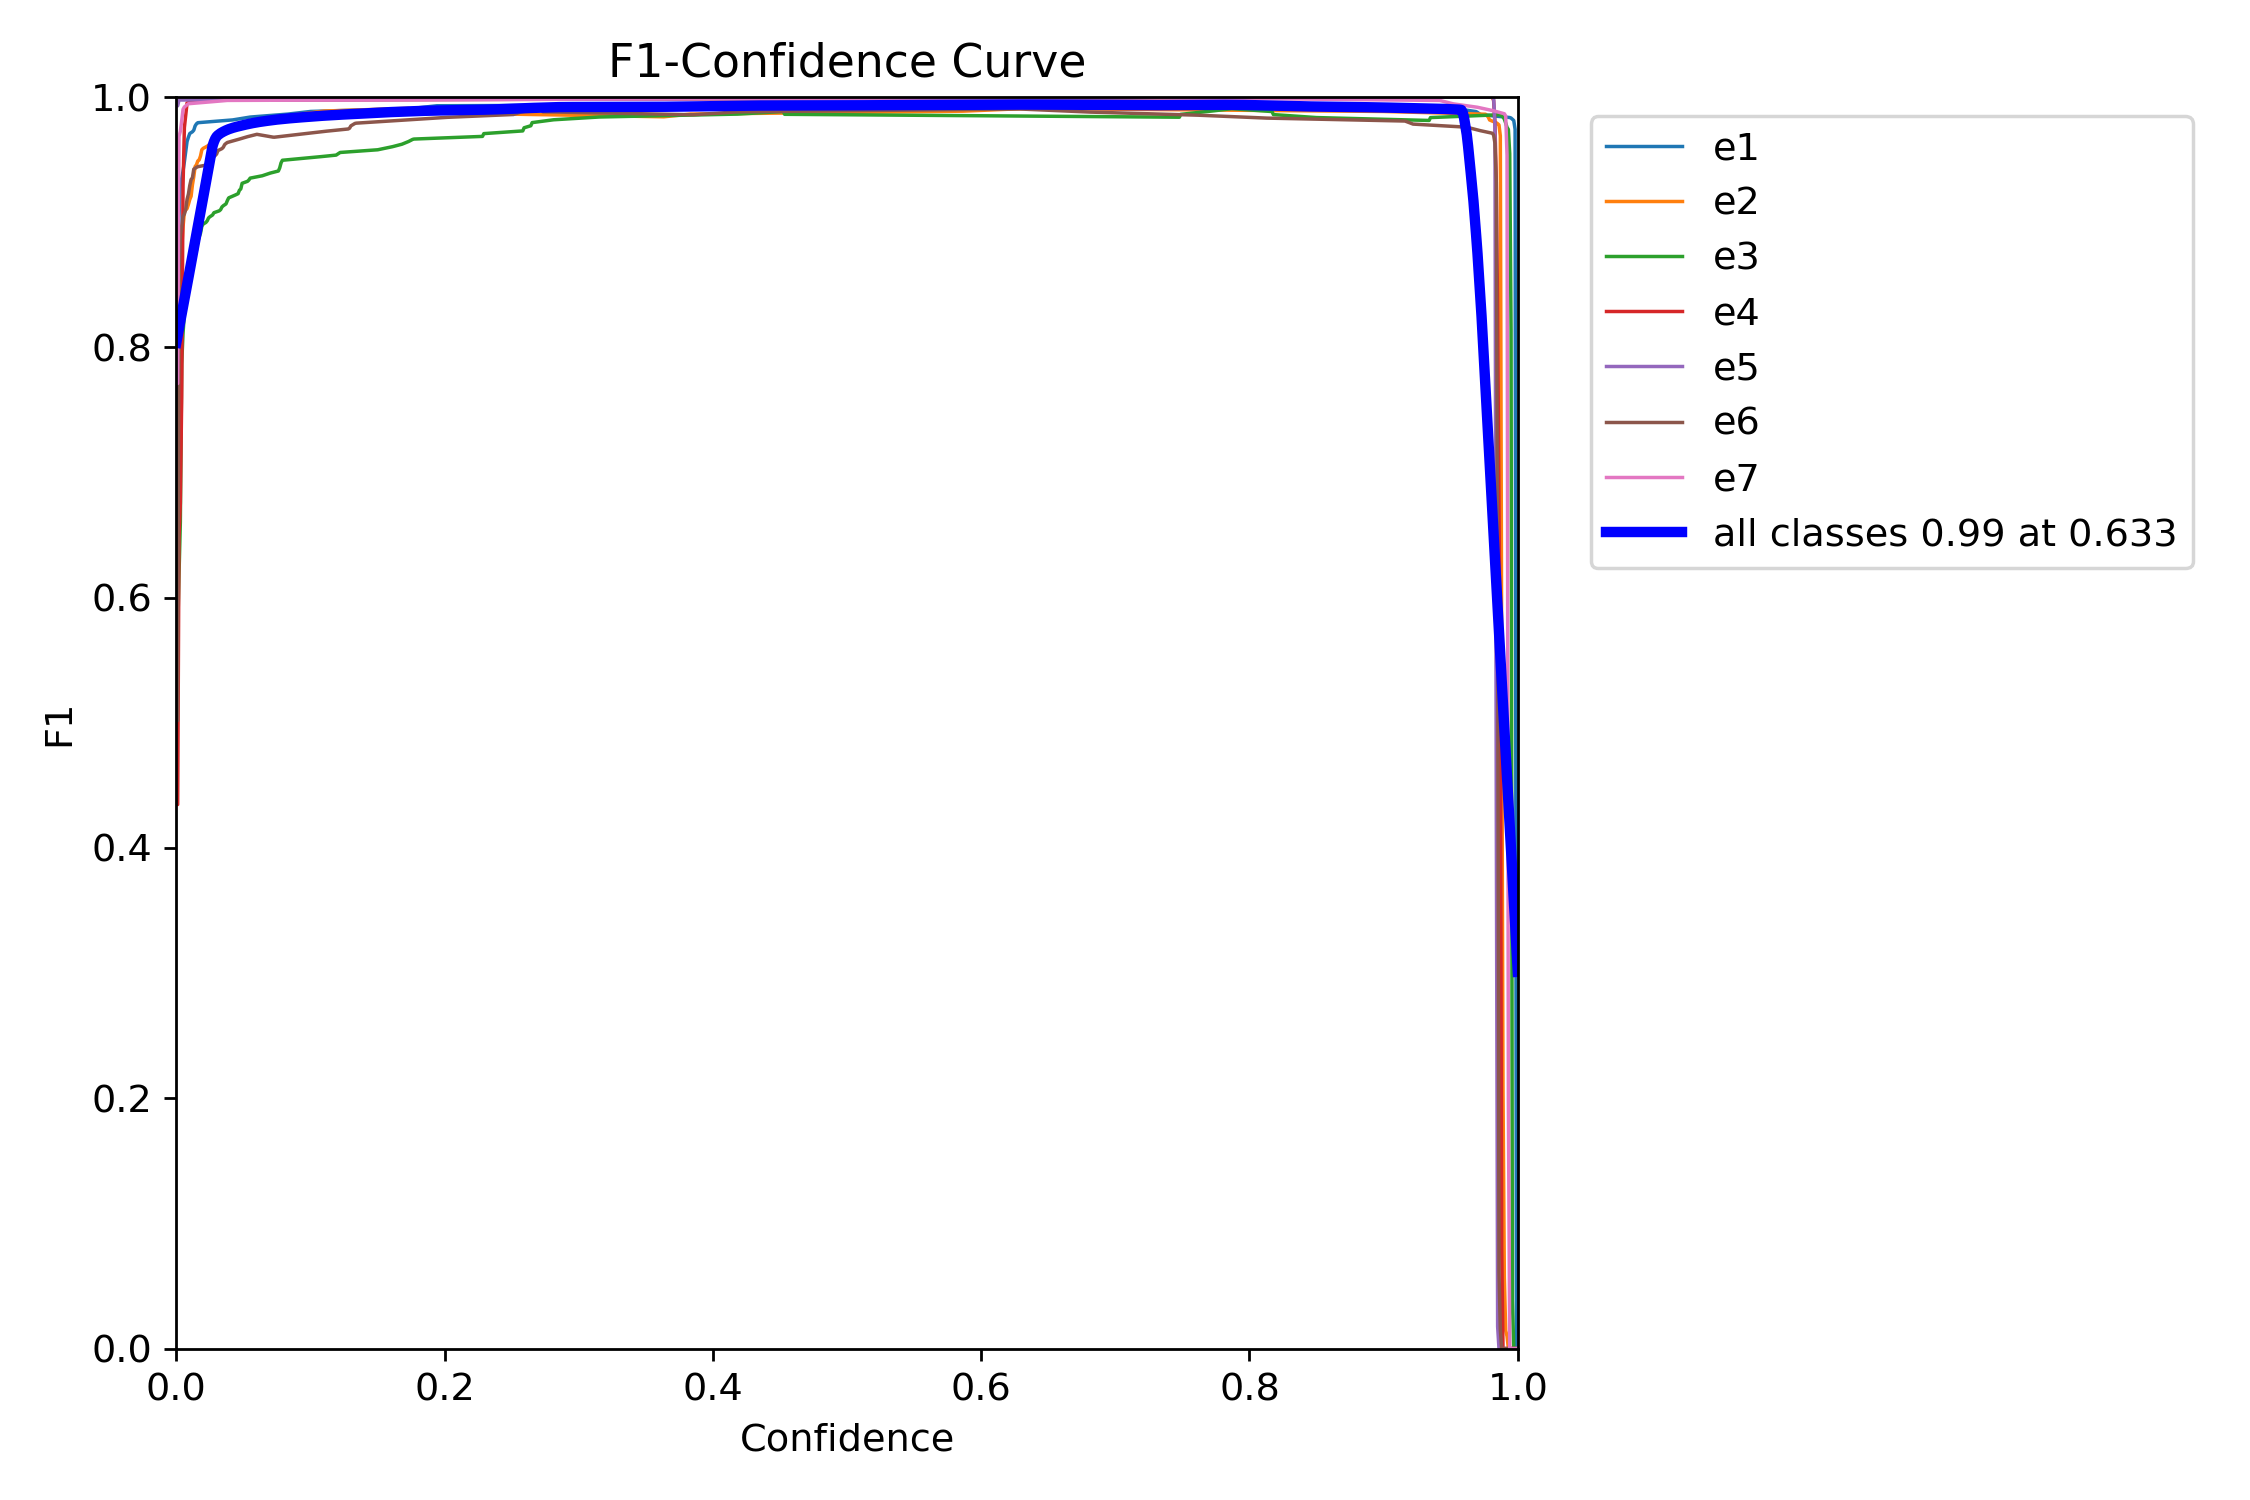 F1-Confidence Curve
1.0
0.8
0.6
0.4
0.2
0.0
F1
0.0 0.2 0.4 0.6 0.8 1.0
Confidence
e1
e2
e3
e4
e5
e6
e7
all classes 0.99 at 0.633